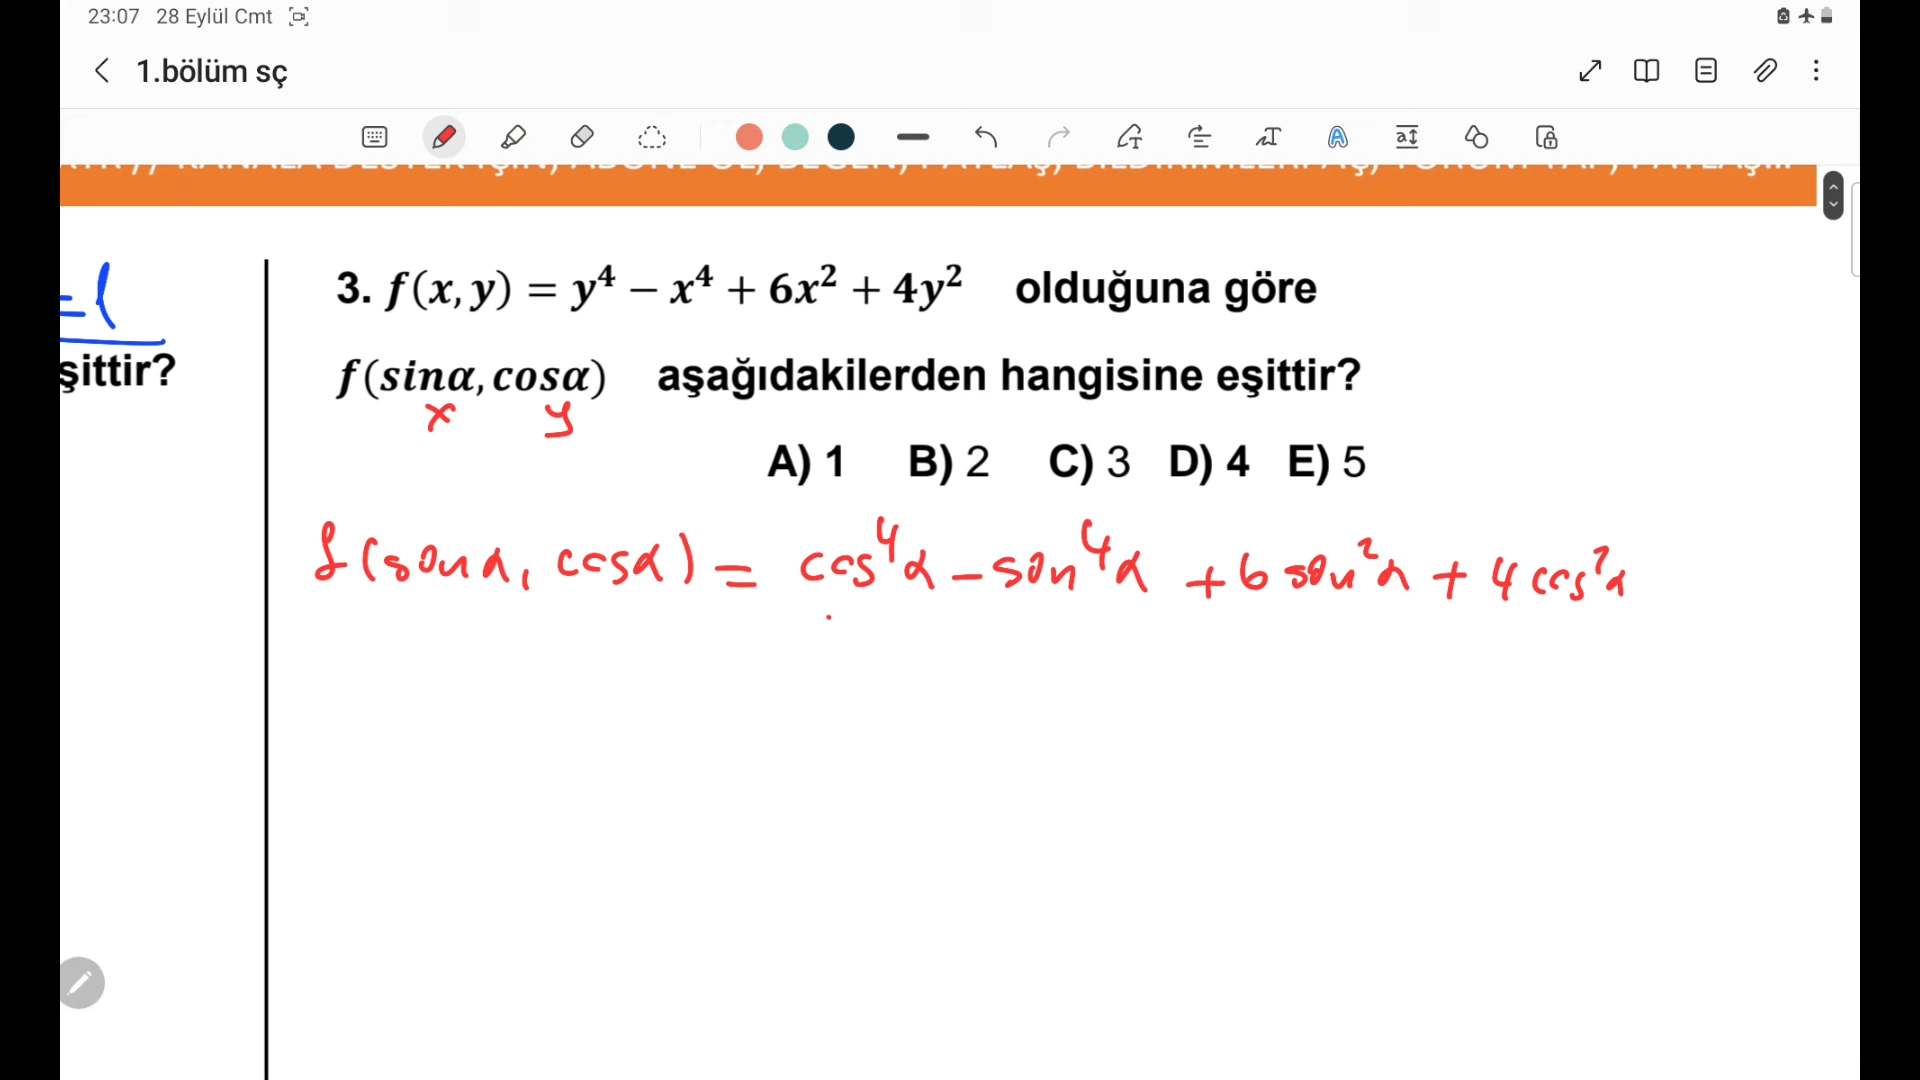 23:07 28 Eylül Cmt
1.bölüm sç
=1
şittir?
3. f(x, y) = y⁴ − x⁴ + 6x² + 4y² olduğuna göre
f(sinα, cosα) aşağıdakilerden hangisine eşittir?
x y
A) 1 B) 2 C) 3 D) 4 E) 5
f(sinα, cosα) = cos⁴α − sin⁴α + 6 sin²α + 4 cos²α